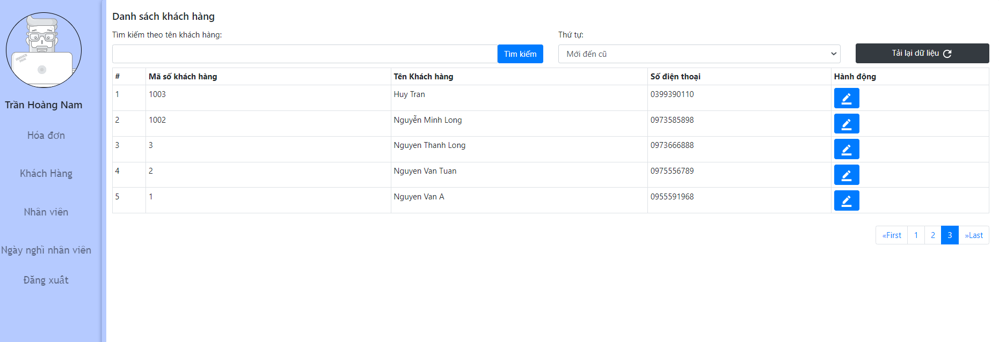 SERVICE
DESK
Trần Hoàng Nam
Hóa đơn
Khách Hàng
Nhân viên
Ngày nghỉ nhân viên
Đăng xuất
Danh sách khách hàng
Tìm kiếm theo tên khách hàng:
Thứ tự:
Tìm kiếm
Mới đến cũ
Tải lại dữ liệu
# Mã số khách hàng Tên Khách hàng Số điện thoại Hành động
1 1003 Huy Tran 0399390110
2 1002 Nguyễn Minh Long 0973585898
3 3 Nguyen Thanh Long 0973666888
4 2 Nguyen Van Tuan 0975556789
5 1 Nguyen Van A 0955591968
«First 1 2 3 »Last